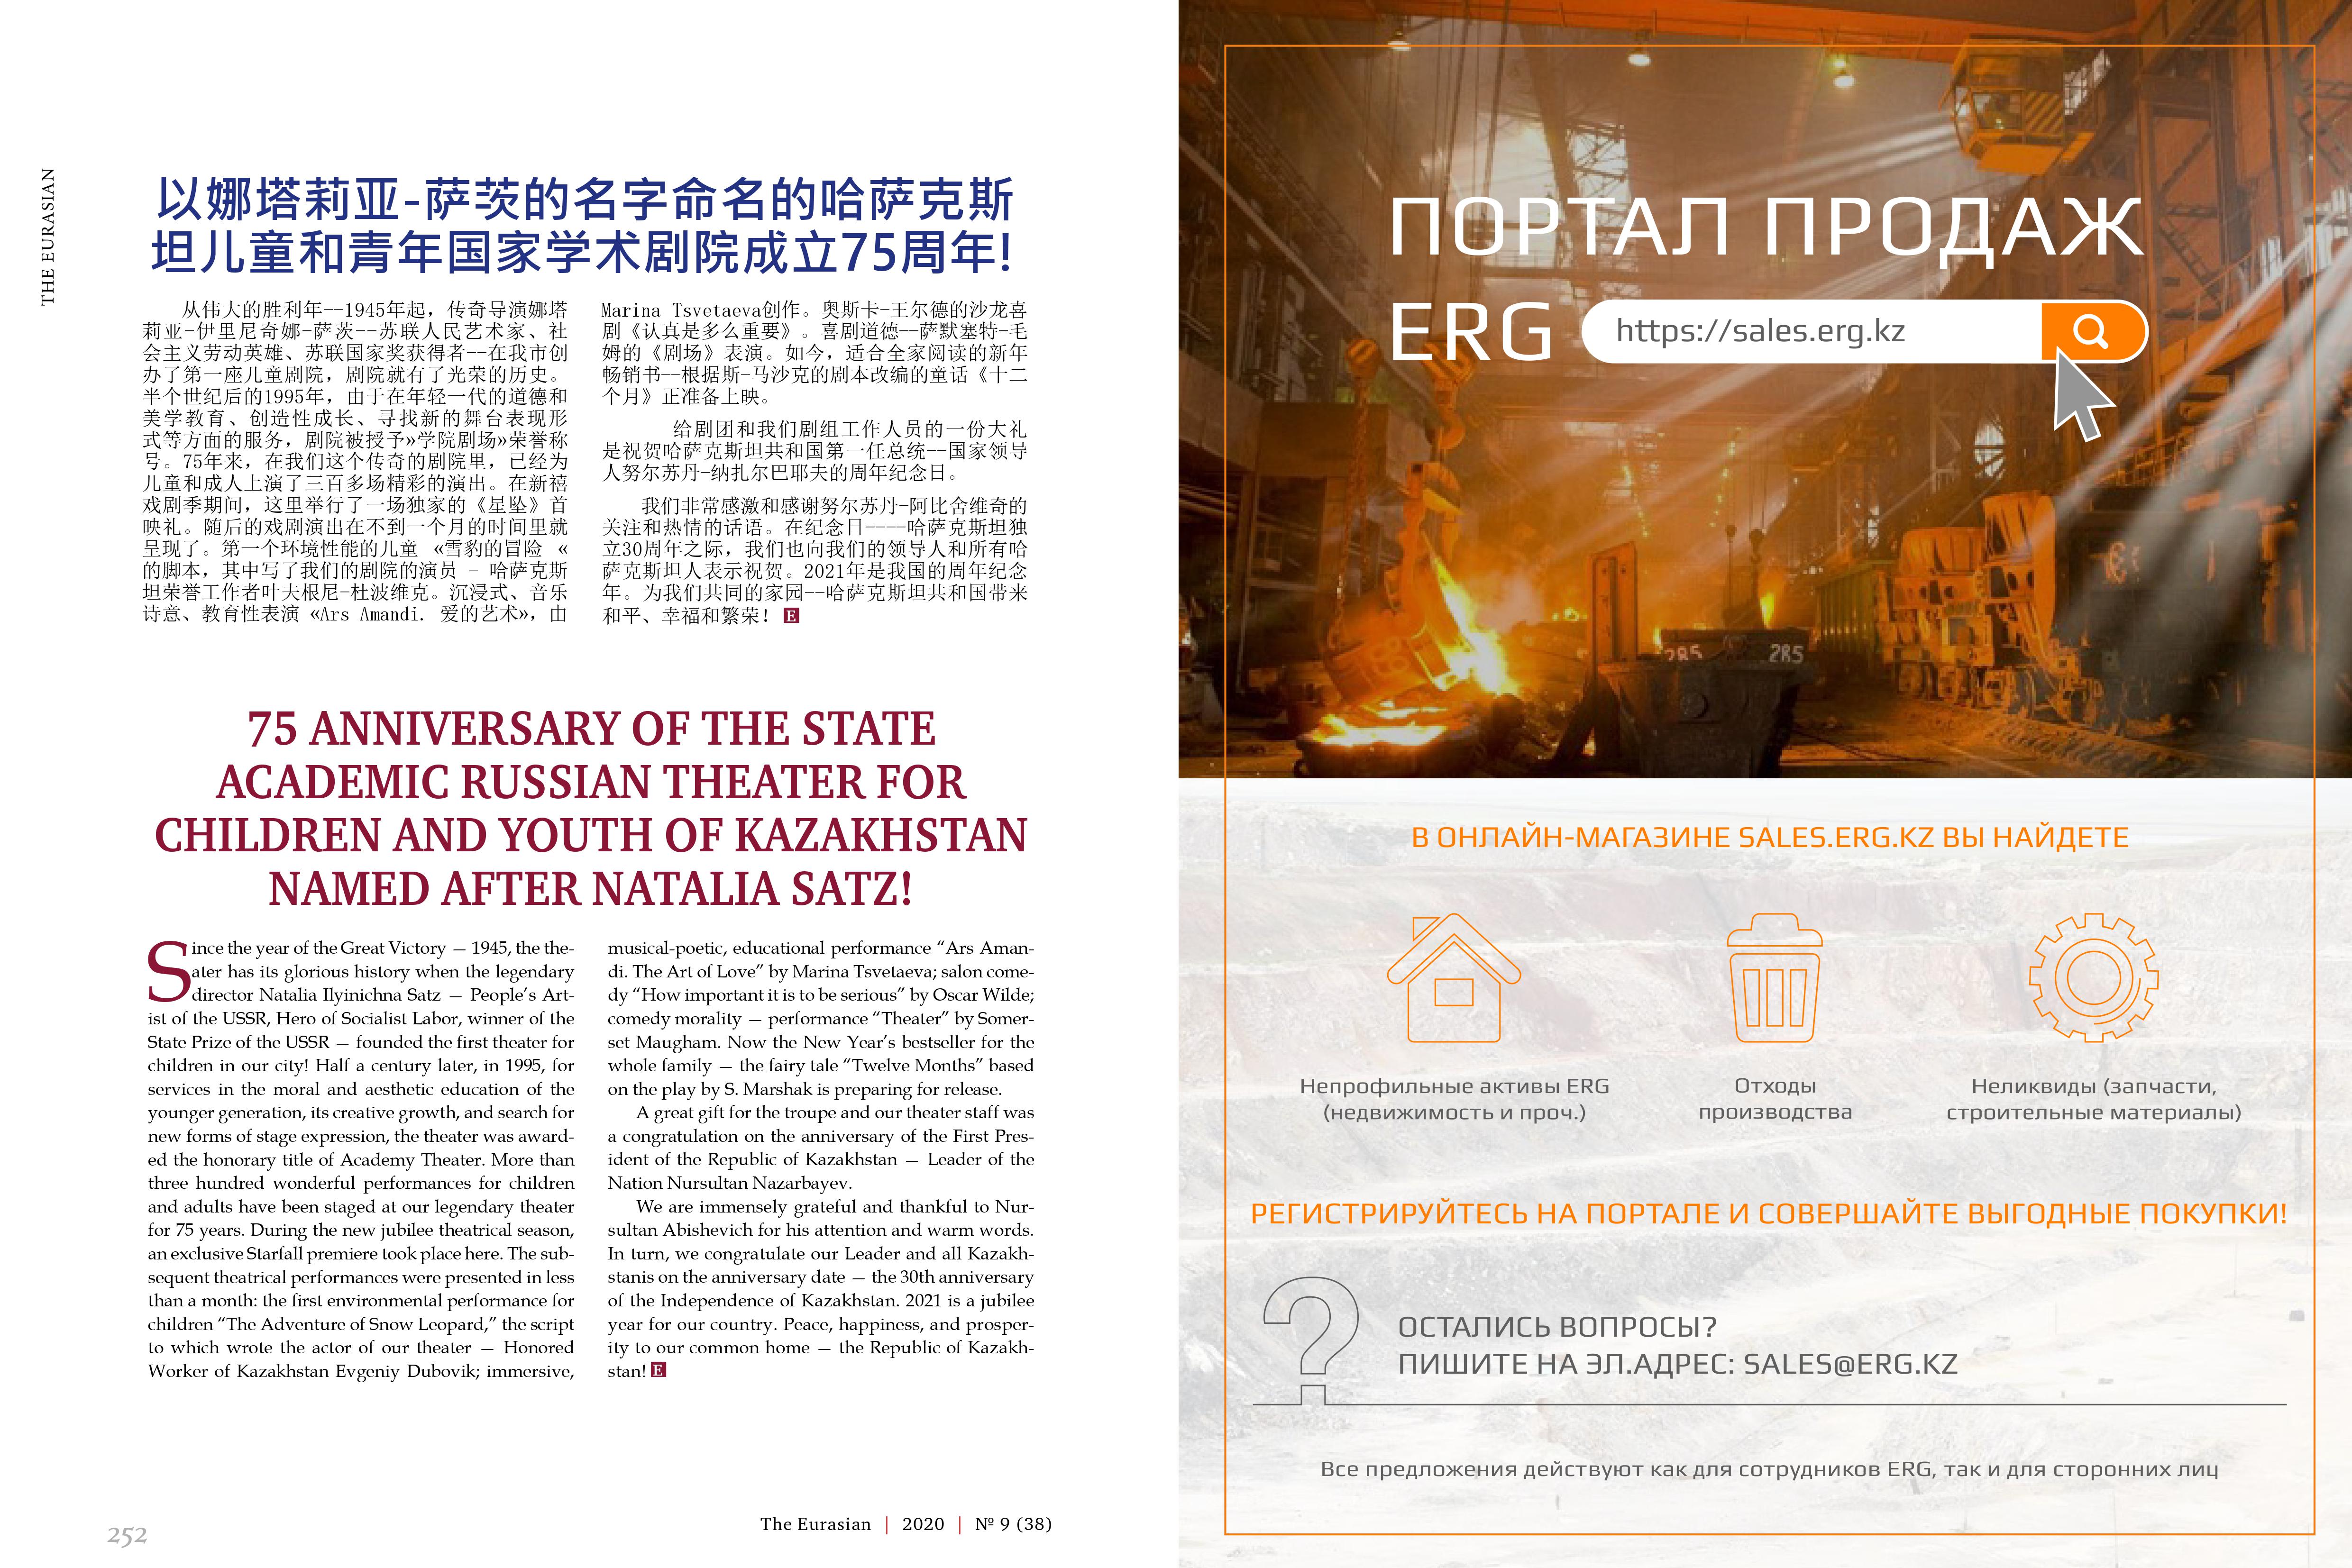 THE EURASIAN
以娜塔莉亚-萨茨的名字命名的哈萨克斯
坦儿童和青年国家学术剧院成立75周年!
从伟大的胜利年--1945年起，传奇导演娜塔
莉亚-伊里尼奇娜-萨茨--苏联人民艺术家、社
会主义劳动英雄、苏联国家奖获得者--在我市创
办了第一座儿童剧院，剧院就有了光荣的历史。
半个世纪后的1995年，由于在年轻一代的道德和
美学教育、创造性成长、寻找新的舞台表现形
式等方面的服务，剧院被授予»学院剧场»荣誉称
号。75年来，在我们这个传奇的剧院里，已经为
儿童和成人上演了三百多场精彩的演出。在新禧
戏剧季期间，这里举行了一场独家的《星坠》首
映礼。随后的戏剧演出在不到一个月的时间里就
呈现了。第一个环境性能的儿童 «雪豹的冒险 «
的脚本，其中写了我们的剧院的演员 - 哈萨克斯
坦荣誉工作者叶夫根尼-杜波维克。沉浸式、音乐
诗意、教育性表演 «Ars Amandi. 爱的艺术»，由
Marina Tsvetaeva创作。奥斯卡-王尔德的沙龙喜
剧《认真是多么重要》。喜剧道德--萨默塞特-毛
姆的《剧场》表演。如今，适合全家阅读的新年
畅销书--根据斯-马沙克的剧本改编的童话《十二
个月》正准备上映。
给剧团和我们剧组工作人员的一份大礼
是祝贺哈萨克斯坦共和国第一任总统--国家领导
人努尔苏丹-纳扎尔巴耶夫的周年纪念日。
我们非常感激和感谢努尔苏丹-阿比舍维奇的
关注和热情的话语。在纪念日----哈萨克斯坦独
立30周年之际，我们也向我们的领导人和所有哈
萨克斯坦人表示祝贺。2021年是我国的周年纪念
年。为我们共同的家园--哈萨克斯坦共和国带来
和平、幸福和繁荣！ E
75 ANNIVERSARY OF THE STATE
ACADEMIC RUSSIAN THEATER FOR
CHILDREN AND YOUTH OF KAZAKHSTAN
NAMED AFTER NATALIA SATZ!
Since the year of the Great Victory — 1945, the the-
ater has its glorious history when the legendary
director Natalia Ilyinichna Satz — People's Art-
ist of the USSR, Hero of Socialist Labor, winner of the
State Prize of the USSR — founded the first theater for
children in our city! Half a century later, in 1995, for
services in the moral and aesthetic education of the
younger generation, its creative growth, and search for
new forms of stage expression, the theater was award-
ed the honorary title of Academy Theater. More than
three hundred wonderful performances for children
and adults have been staged at our legendary theater
for 75 years. During the new jubilee theatrical season,
an exclusive Starfall premiere took place here. The sub-
sequent theatrical performances were presented in less
than a month: the first environmental performance for
children “The Adventure of Snow Leopard,” the script
to which wrote the actor of our theater — Honored
Worker of Kazakhstan Evgeniy Dubovik; immersive,
musical-poetic, educational performance “Ars Aman-
di. The Art of Love” by Marina Tsvetaeva; salon come-
dy “How important it is to be serious” by Oscar Wilde;
comedy morality — performance “Theater” by Somer-
set Maugham. Now the New Year's bestseller for the
whole family — the fairy tale “Twelve Months” based
on the play by S. Marshak is preparing for release.
A great gift for the troupe and our theater staff was
a congratulation on the anniversary of the First Pres-
ident of the Republic of Kazakhstan — Leader of the
Nation Nursultan Nazarbayev.
We are immensely grateful and thankful to Nur-
sultan Abishevich for his attention and warm words.
In turn, we congratulate our Leader and all Kazakh-
stanis on the anniversary date — the 30th anniversary
of the Independence of Kazakhstan. 2021 is a jubilee
year for our country. Peace, happiness, and prosper-
ity to our common home — the Republic of Kazakh-
stan! E
252
The Eurasian | 2020 | № 9 (38)
ПОРТАЛ ПРОДАЖ
ERG https://sales.erg.kz
285 285
В ОНЛАЙН-МАГАЗИНЕ SALES.ERG.KZ ВЫ НАЙДЕТЕ
Непрофильные активы ERG
(недвижимость и проч.)
Отходы
производства
Неликвиды (запчасти,
строительные материалы)
РЕГИСТРИРУЙТЕСЬ НА ПОРТАЛЕ И СОВЕРШАЙТЕ ВЫГОДНЫЕ ПОКУПКИ!
ОСТАЛИСЬ ВОПРОСЫ?
ПИШИТЕ НА ЭЛ.АДРЕС: SALES@ERG.KZ
Все предложения действуют как для сотрудников ERG, так и для сторонних лиц